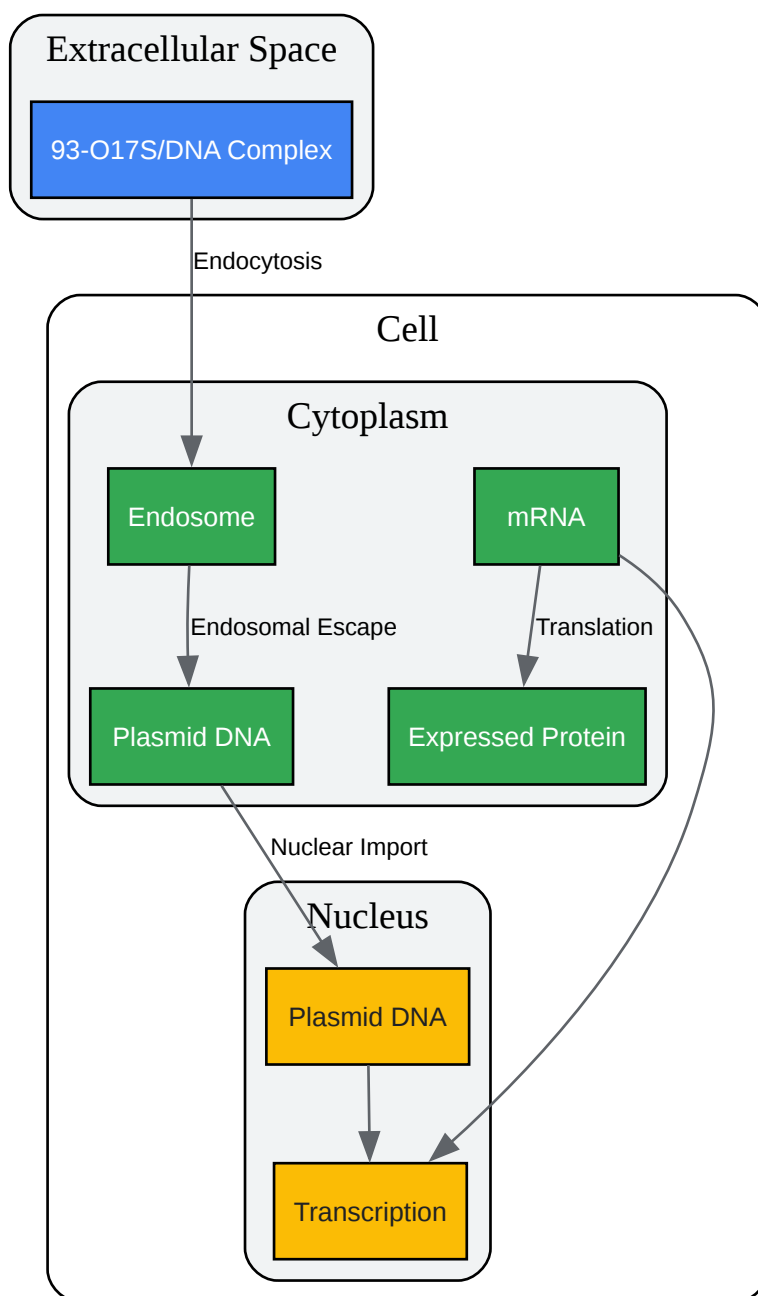 Extracellular Space
93-O17S/DNA Complex
Endocytosis
Cell
Cytoplasm
Endosome
mRNA
Endosomal Escape
Translation
Plasmid DNA
Expressed Protein
Nuclear Import
Nucleus
Plasmid DNA
Transcription